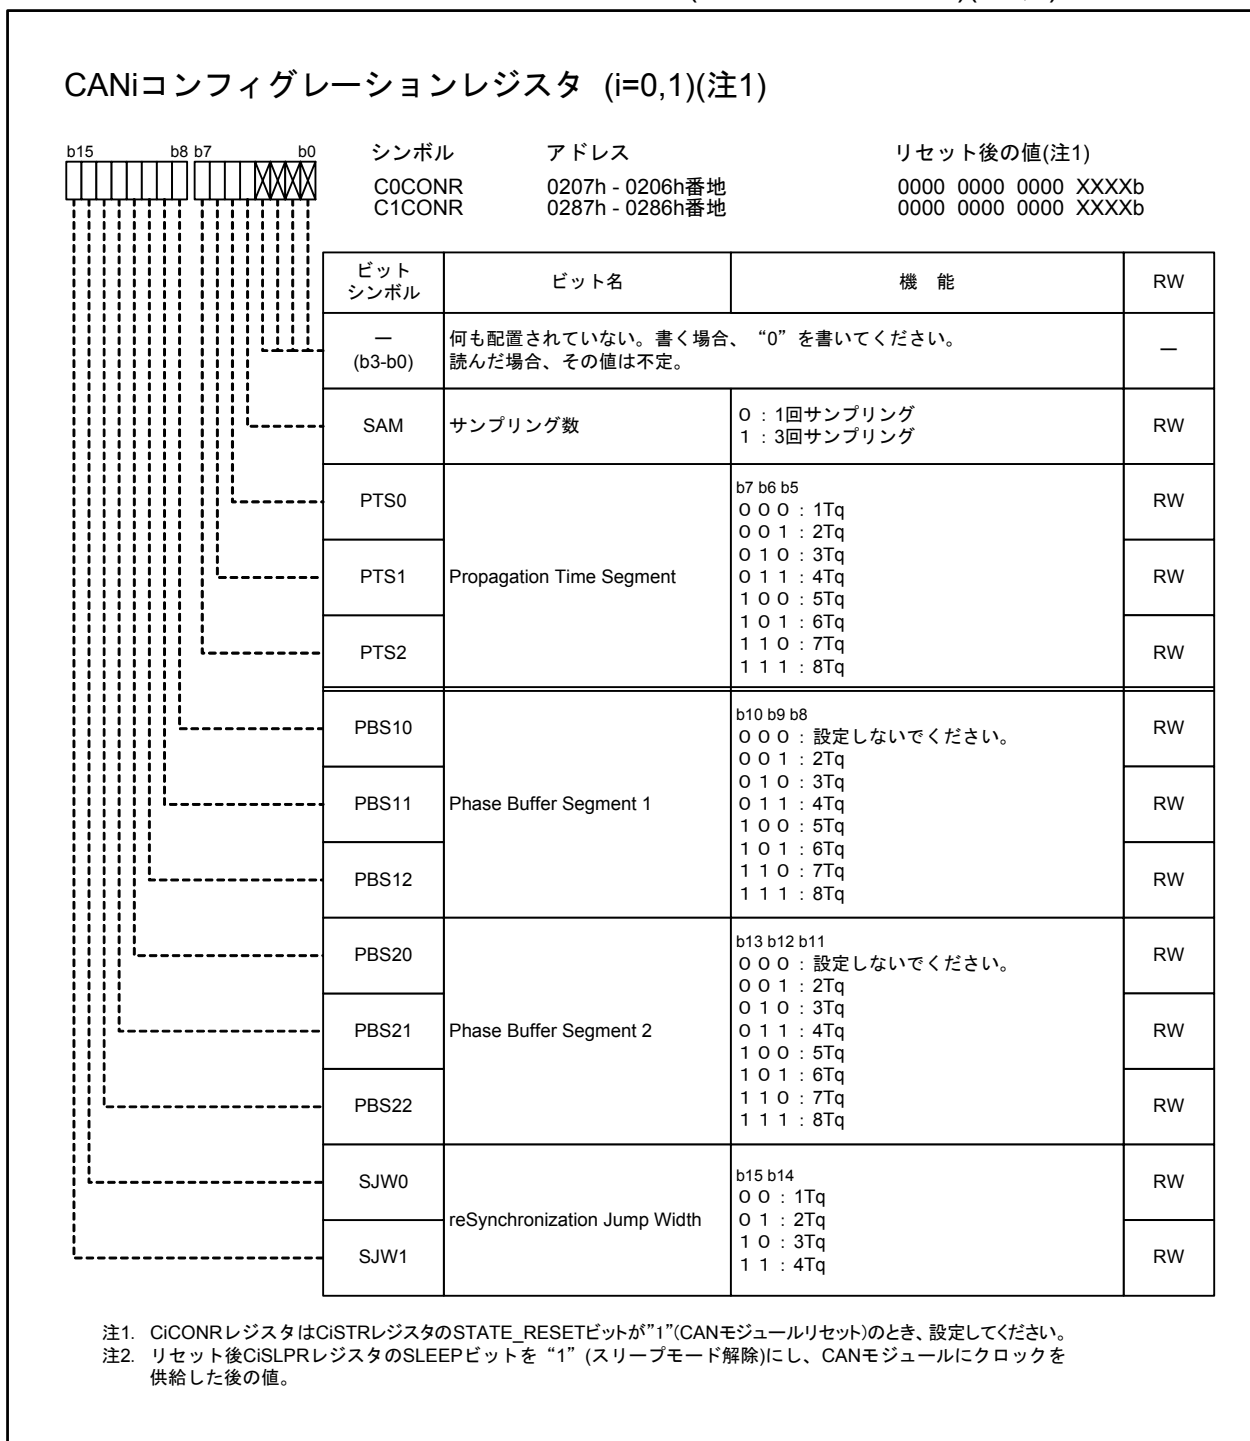 CANiコンフィグレーションレジスタ (i=0,1)(注1)
b15 b8 b7 b0
シンボル アドレス リセット後の値(注1)
C0CONR 0207h - 0206h番地 0000 0000 0000 XXXXb
C1CONR 0287h - 0286h番地 0000 0000 0000 XXXXb
ビット
シンボル
ビット名 機 能 RW
—
(b3-b0)
何も配置されていない。書く場合、“0”を書いてください。
読んだ場合、その値は不定。
—
SAM サンプリング数
0 : 1回サンプリング
1 : 3回サンプリング
RW
PTS0 RW
PTS1 Propagation Time Segment RW
PTS2 RW
b7 b6 b5
0 0 0 : 1Tq
0 0 1 : 2Tq
0 1 0 : 3Tq
0 1 1 : 4Tq
1 0 0 : 5Tq
1 0 1 : 6Tq
1 1 0 : 7Tq
1 1 1 : 8Tq
PBS10 RW
PBS11 Phase Buffer Segment 1 RW
PBS12 RW
b10 b9 b8
0 0 0 : 設定しないでください。
0 0 1 : 2Tq
0 1 0 : 3Tq
0 1 1 : 4Tq
1 0 0 : 5Tq
1 0 1 : 6Tq
1 1 0 : 7Tq
1 1 1 : 8Tq
PBS20 RW
PBS21 Phase Buffer Segment 2 RW
PBS22 RW
b13 b12 b11
0 0 0 : 設定しないでください。
0 0 1 : 2Tq
0 1 0 : 3Tq
0 1 1 : 4Tq
1 0 0 : 5Tq
1 0 1 : 6Tq
1 1 0 : 7Tq
1 1 1 : 8Tq
SJW0 RW
reSynchronization Jump Width
SJW1 RW
b15 b14
0 0 : 1Tq
0 1 : 2Tq
1 0 : 3Tq
1 1 : 4Tq
注1. CiCONRレジスタはCiSTRレジスタのSTATE_RESETビットが”1”(CANモジュールリセット)のとき、設定してください。
注2. リセット後CiSLPRレジスタのSLEEPビットを“1”(スリープモード解除)にし、CANモジュールにクロックを
供給した後の値。